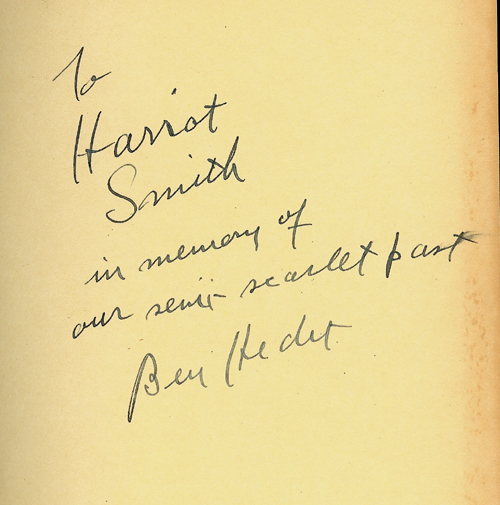 To
Harriot
Smith
in memory of
our semi-scarlet past
Ben Hecht